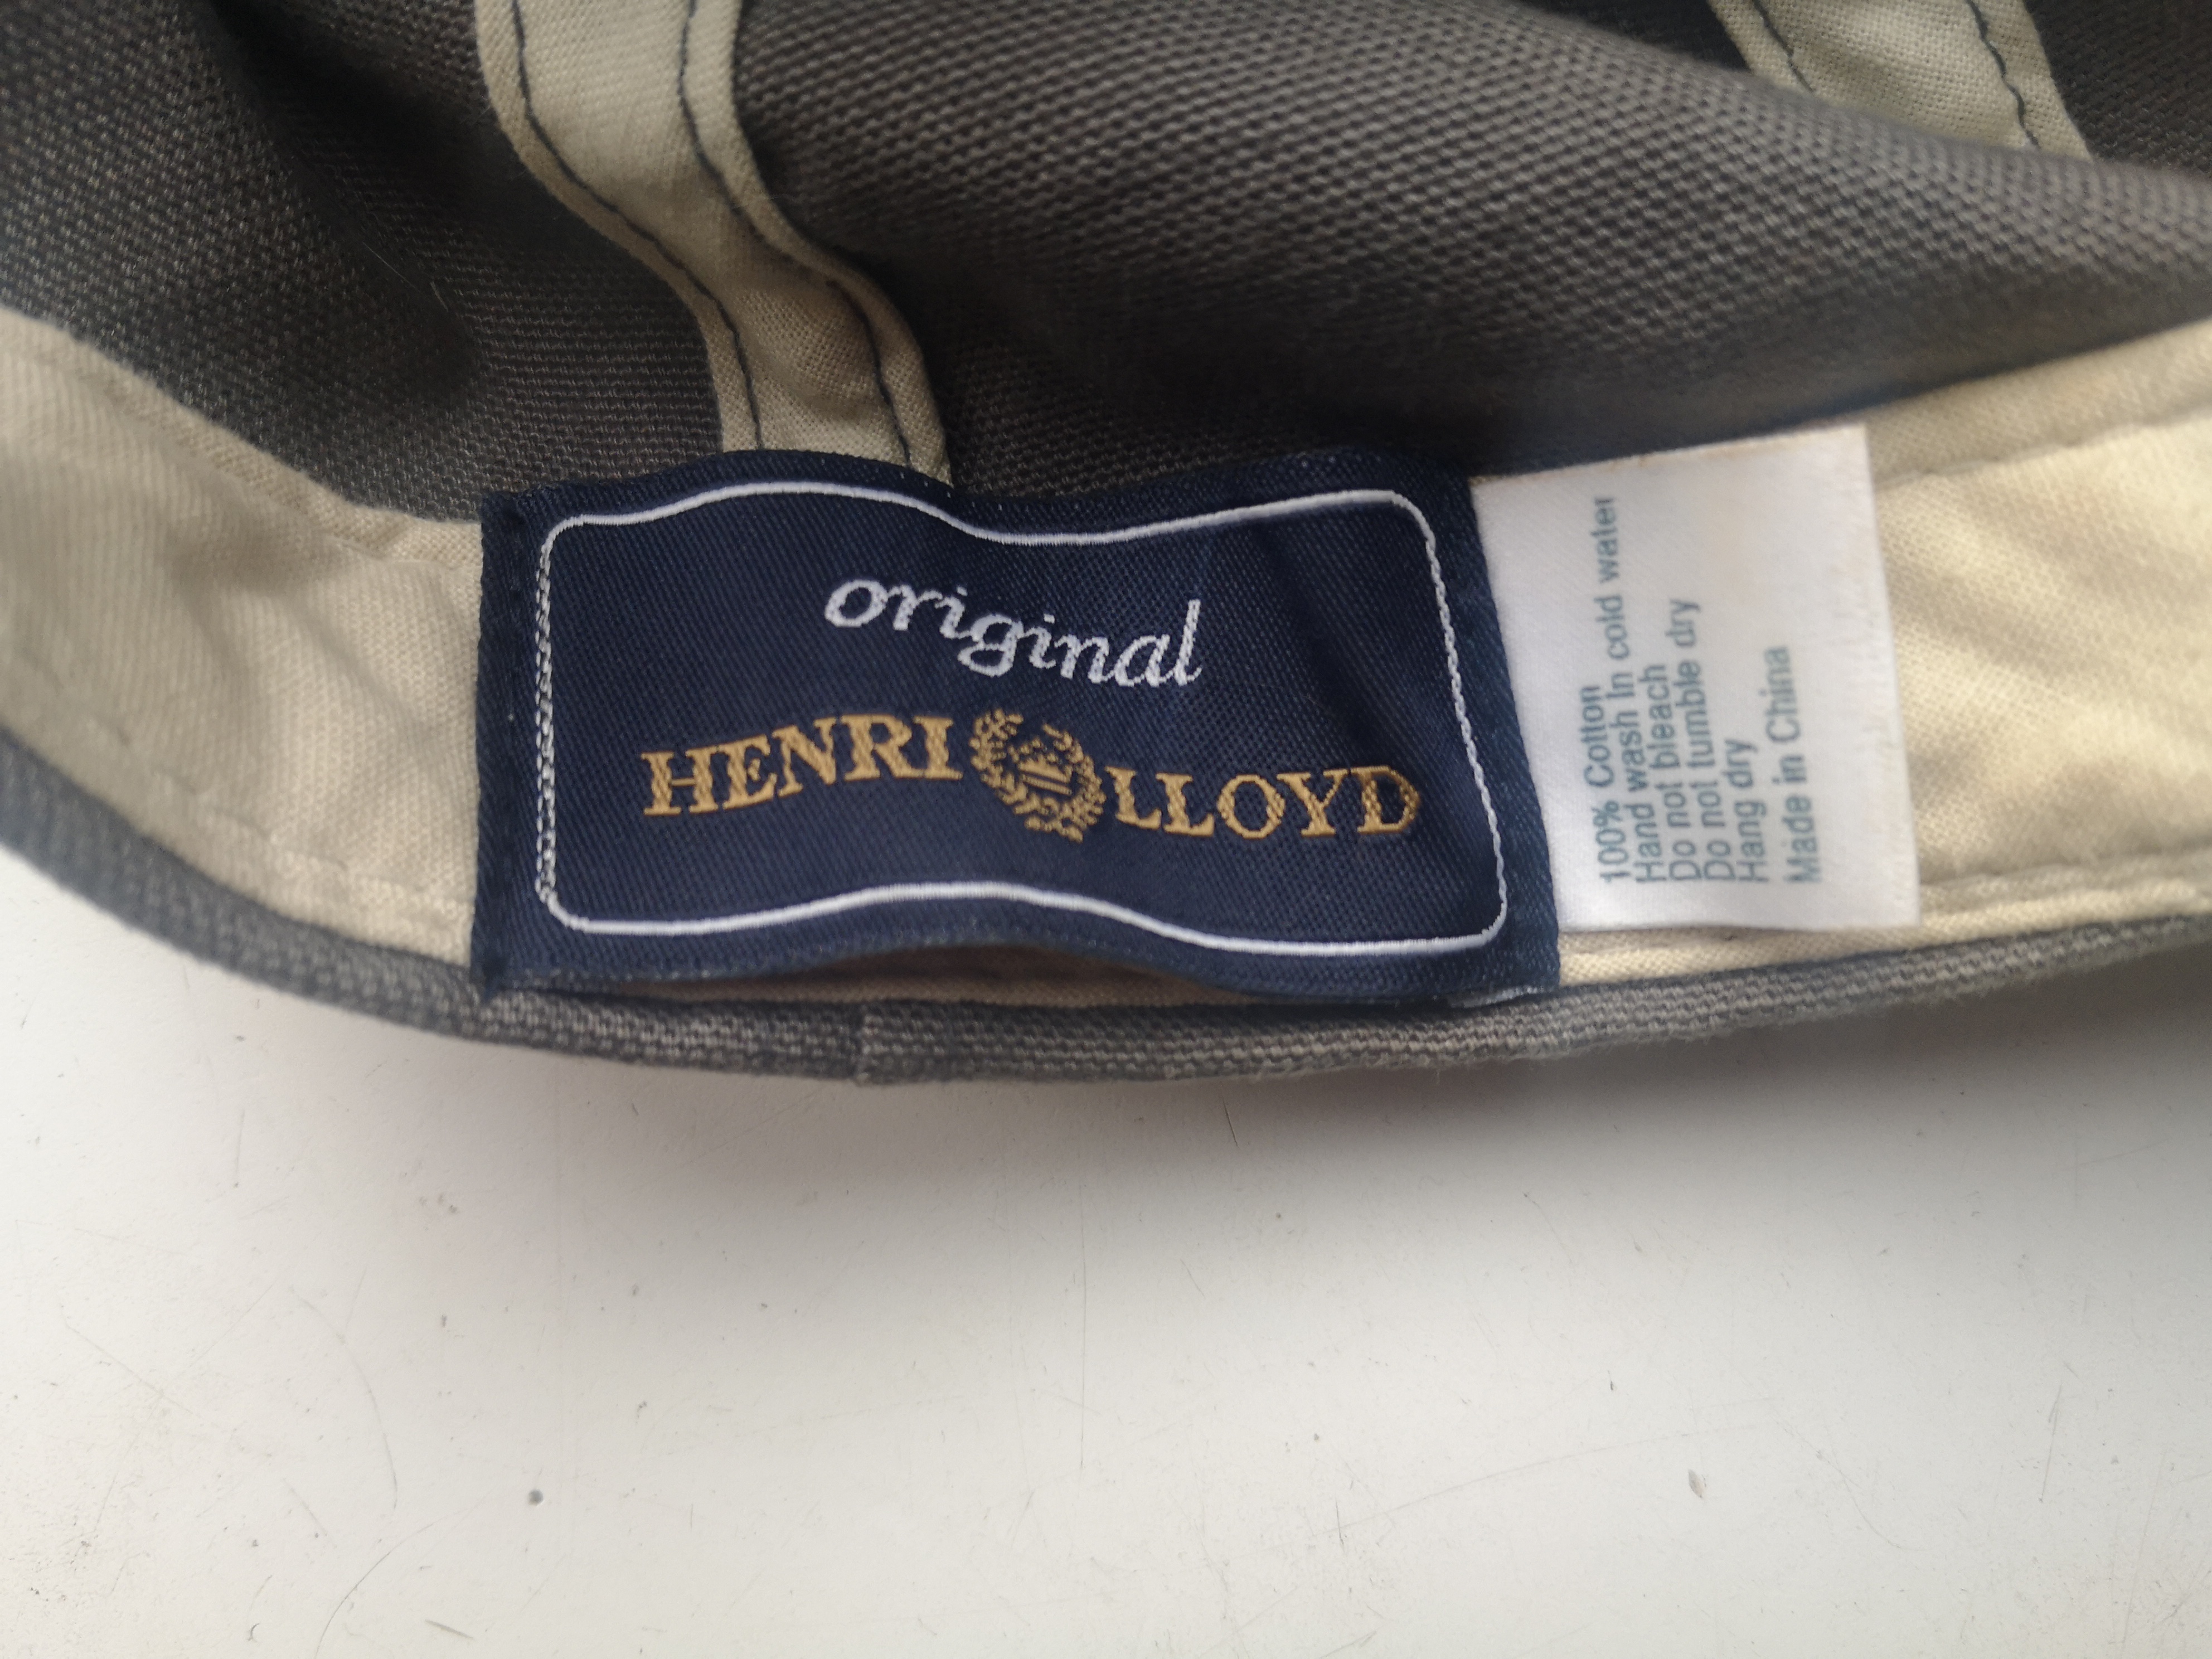 original
HENRI LLOYD
100% Cotton
Hand wash In cold water
Do not bleach
Do not tumble dry
Hang dry
Made in China